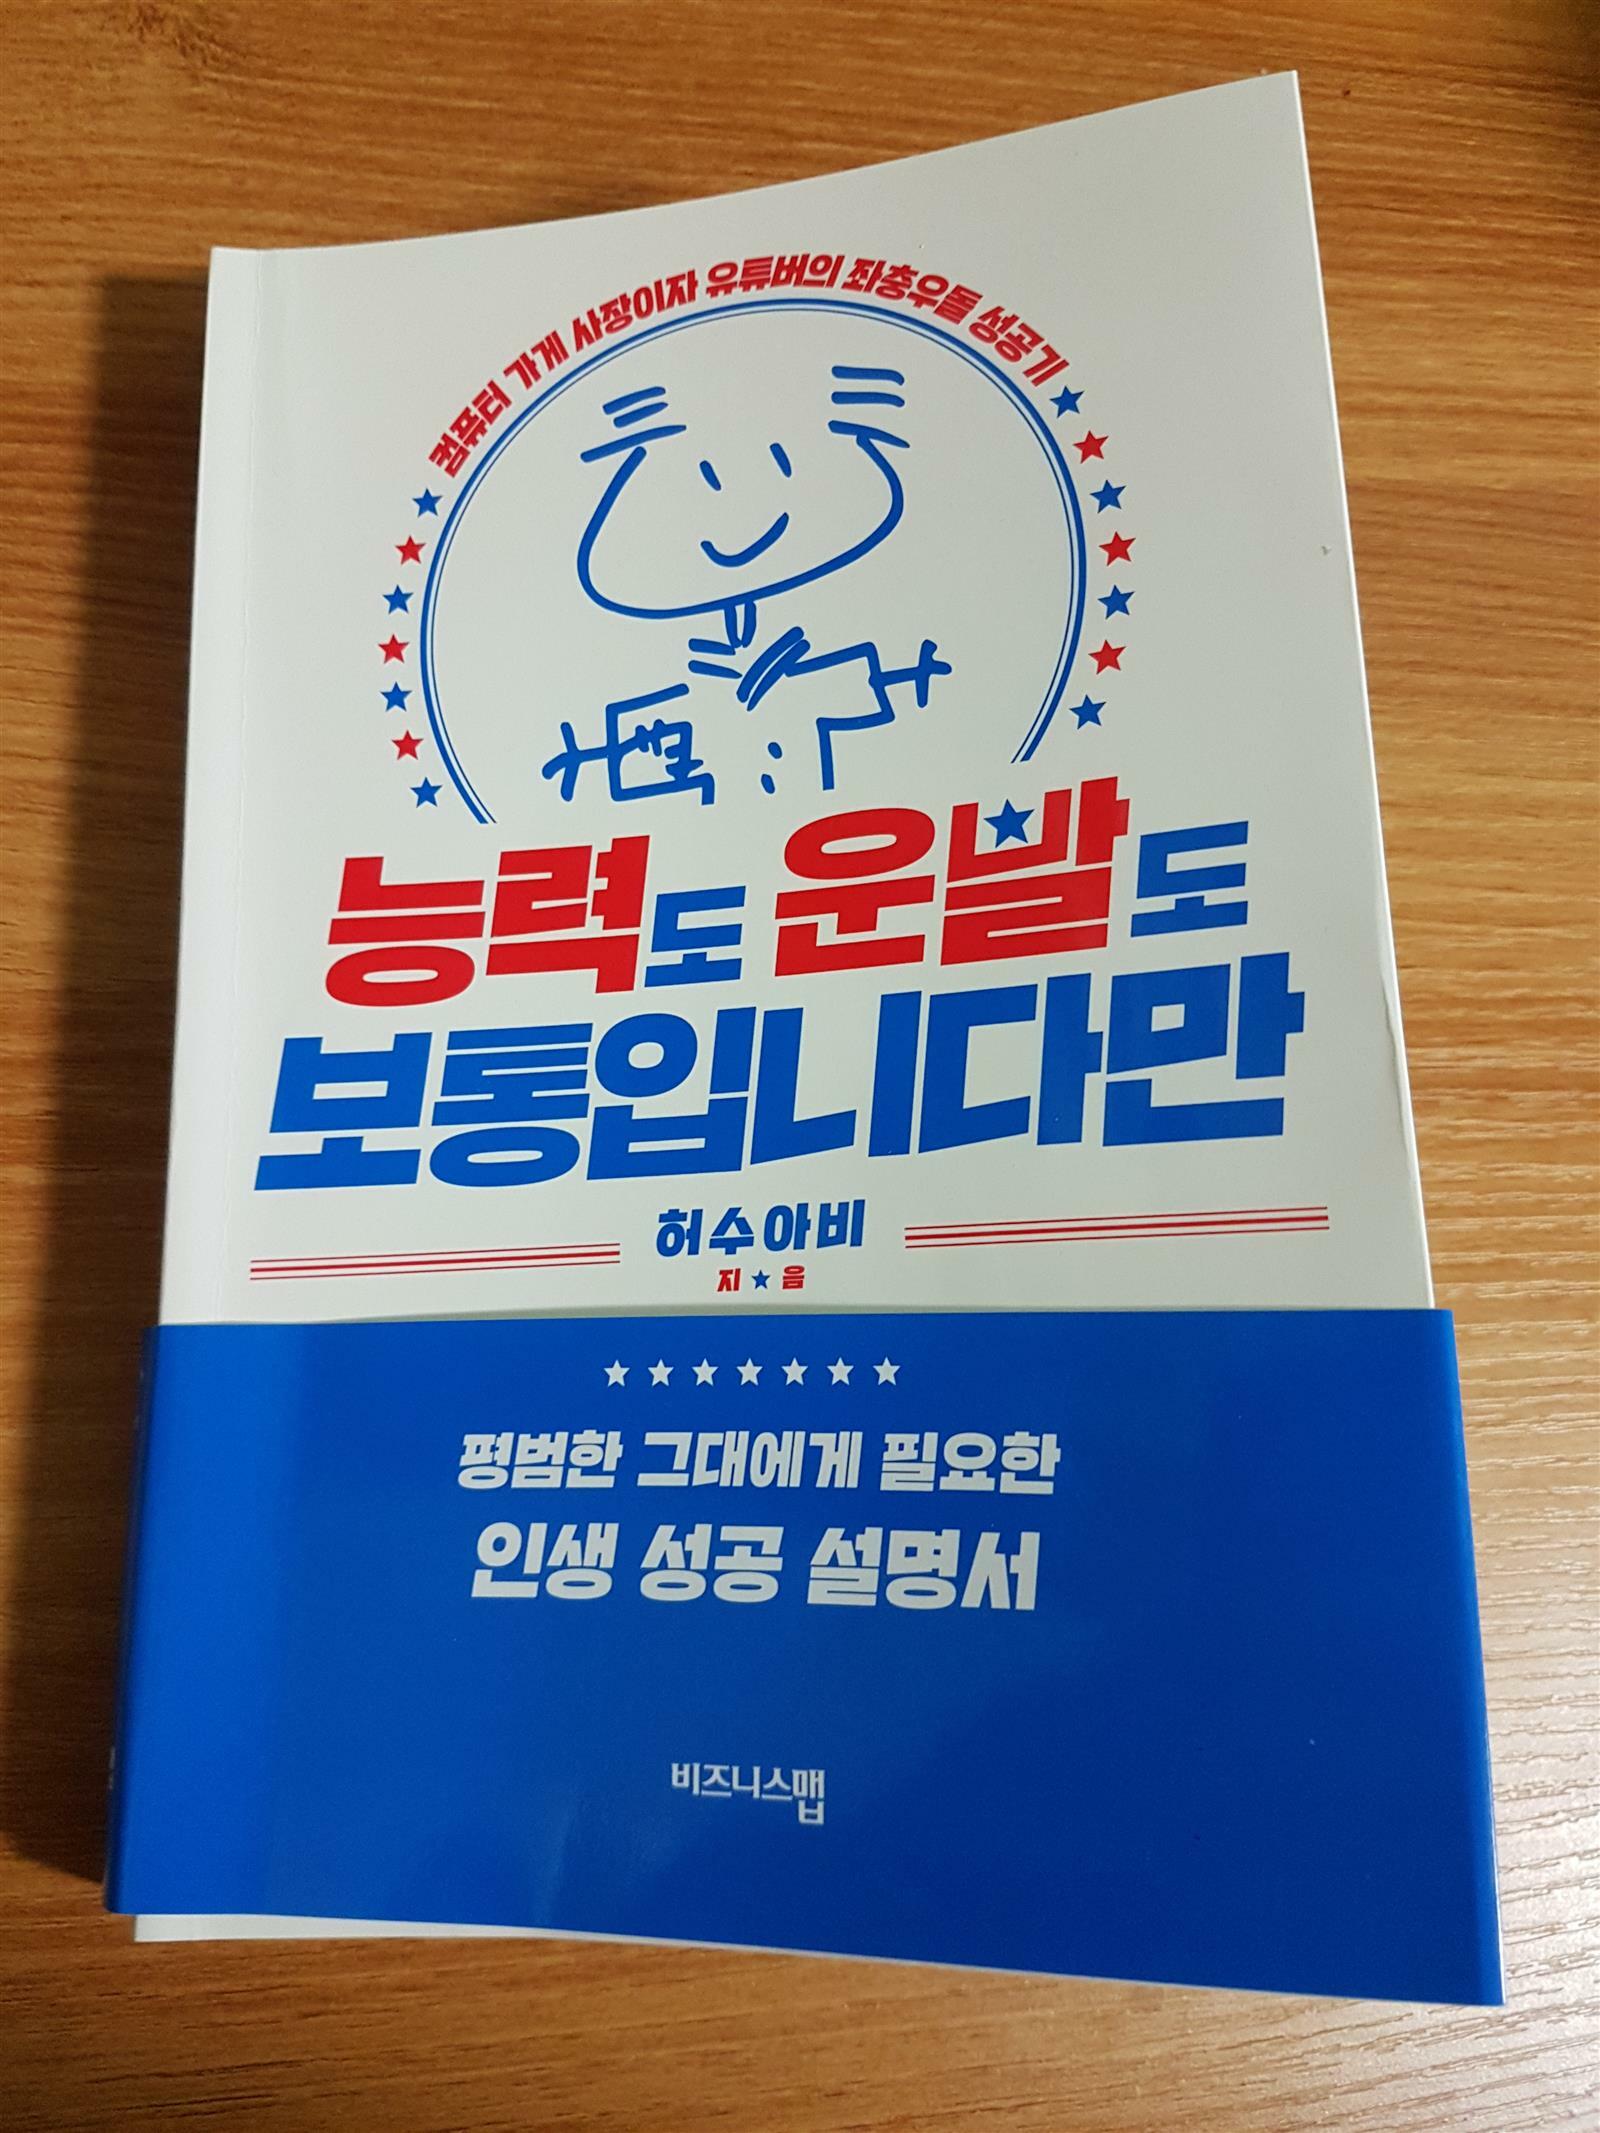 컴퓨터 가게 사장이자 유튜버의 좌충우돌 성공기
능력도 운발도
보통입니다만
허수아비
지 음
평범한 그대에게 필요한
인생 성공 설명서
비즈니스맵